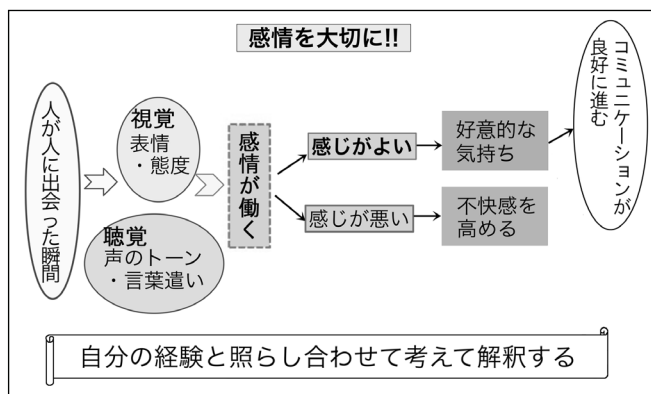 感情を大切に!!
人が人に出会った瞬間
視覚
表情
・態度
聴覚
声のトーン
・言葉遣い
感情が働く
感じがよい
好意的な
気持ち
コミュニケーションが
良好に進む
感じが悪い
不快感を
高める
自分の経験と照らし合わせて考えて解釈する